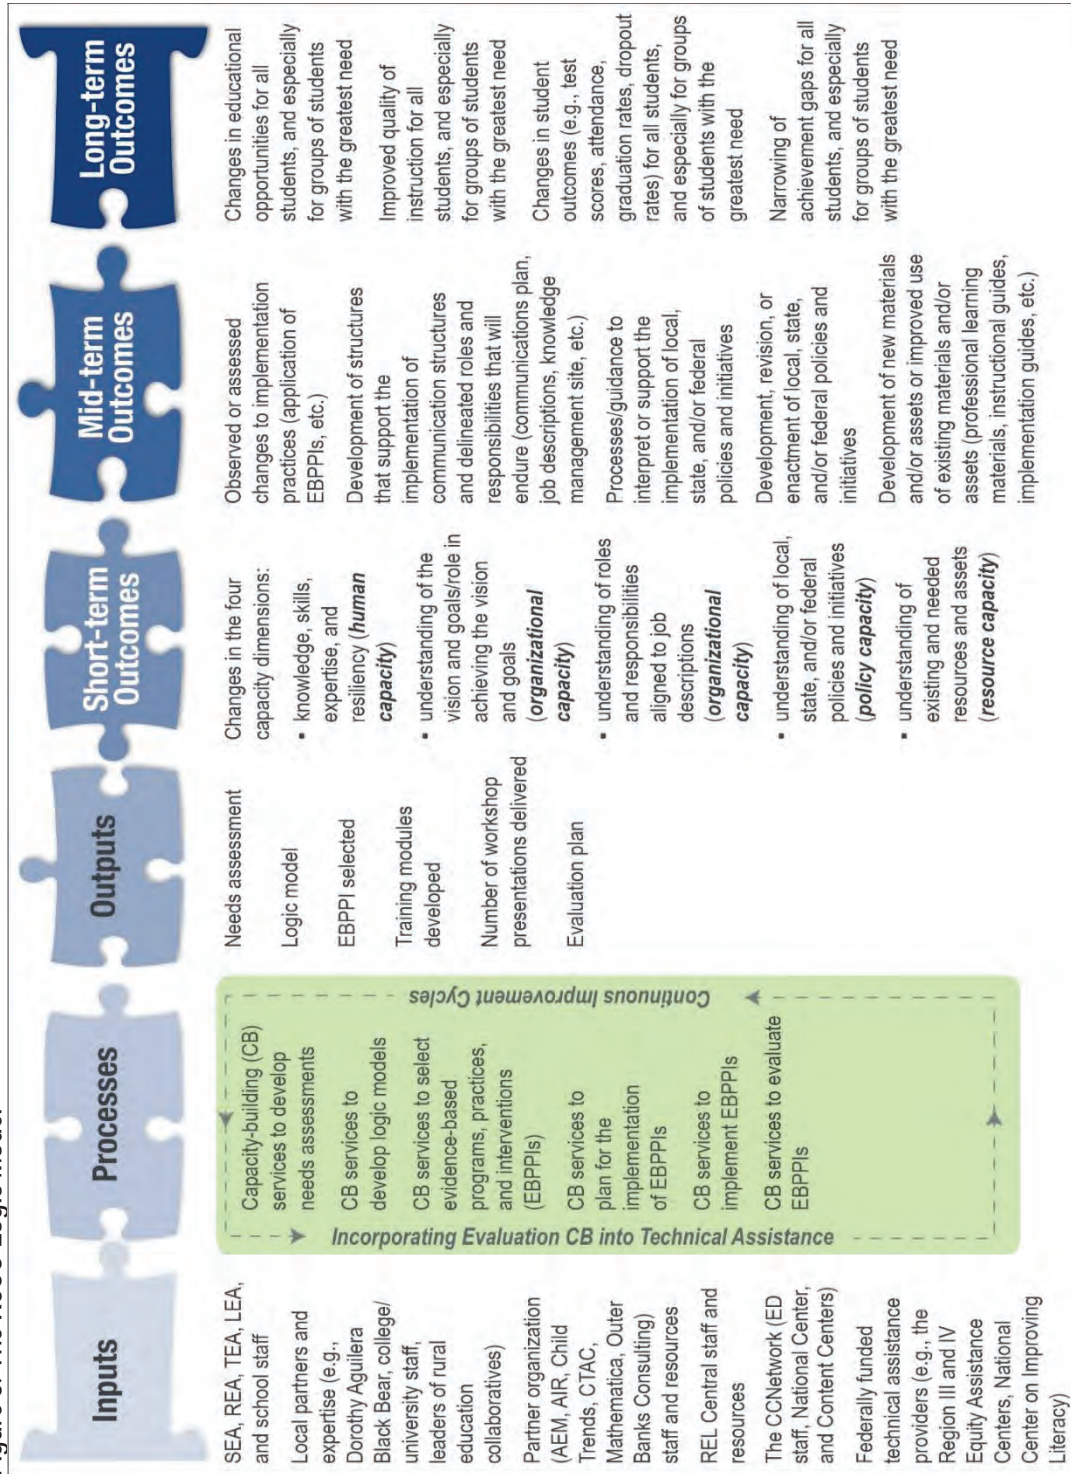 Inputs
SEA, REA, TEA, LEA,
and school staff
Local partners and
expertise (e.g.,
Dorothy Aguilera
Black Bear, college/
university staff,
leaders of rural
education
collaboratives)
Partner organization
(AEM, AIR, Child
Trends, CTAC,
Mathematica, Outer
Banks Consulting)
staff and resources
REL Central staff and
resources
The CCNetwork (ED
staff, National Center,
and Content Centers)
Federally funded
technical assistance
providers (e.g., the
Region III and IV
Equity Assistance
Centers, National
Center on Improving
Literacy)
Processes
Incorporating Evaluation CB into Technical Assistance
Capacity-building (CB)
services to develop
needs assessments
CB services to
develop logic models
CB services to select
evidence-based
programs, practices,
and interventions
(EBPPIs)
CB services to
plan for the
implementation
of EBPPIs
CB services to
implement EBPPIs
CB services to evaluate
EBPPIs
Continuous Improvement Cycles
Outputs
Needs assessment
Logic model
EBPPI selected
Training modules
developed
Number of workshop
presentations delivered
Evaluation plan
Short-term
Outcomes
Changes in the four
capacity dimensions:
▪ knowledge, skills,
expertise, and
resiliency (human
capacity)
▪ understanding of the
vision and goals/role in
achieving the vision
and goals
(organizational
capacity)
▪ understanding of roles
and responsibilities
aligned to job
descriptions
(organizational
capacity)
▪ understanding of local,
state, and/or federal
policies and initiatives
(policy capacity)
▪ understanding of
existing and needed
resources and assets
(resource capacity)
Mid-term
Outcomes
Observed or assessed
changes to implementation
practices (application of
EBPPIs, etc.)
Development of structures
that support the
implementation of
communication structures
and delineated roles and
responsibilities that will
endure (communications plan,
job descriptions, knowledge
management site, etc.)
Processes/guidance to
interpret or support the
implementation of local,
state, and/or federal
policies and initiatives
Development, revision, or
enactment of local, state,
and/or federal policies and
initiatives
Development of new materials
and/or assets or improved use
of existing materials and/or
assets (professional learning
materials, instructional guides,
implementation guides, etc.)
Long-term
Outcomes
Changes in educational
opportunities for all
students, and especially
for groups of students
with the greatest need
Improved quality of
instruction for all
students, and especially
for groups of students
with the greatest need
Changes in student
outcomes (e.g., test
scores, attendance,
graduation rates, dropout
rates) for all students,
and especially for groups
of students with the
greatest need
Narrowing of
achievement gaps for all
students, and especially
for groups of students
with the greatest need